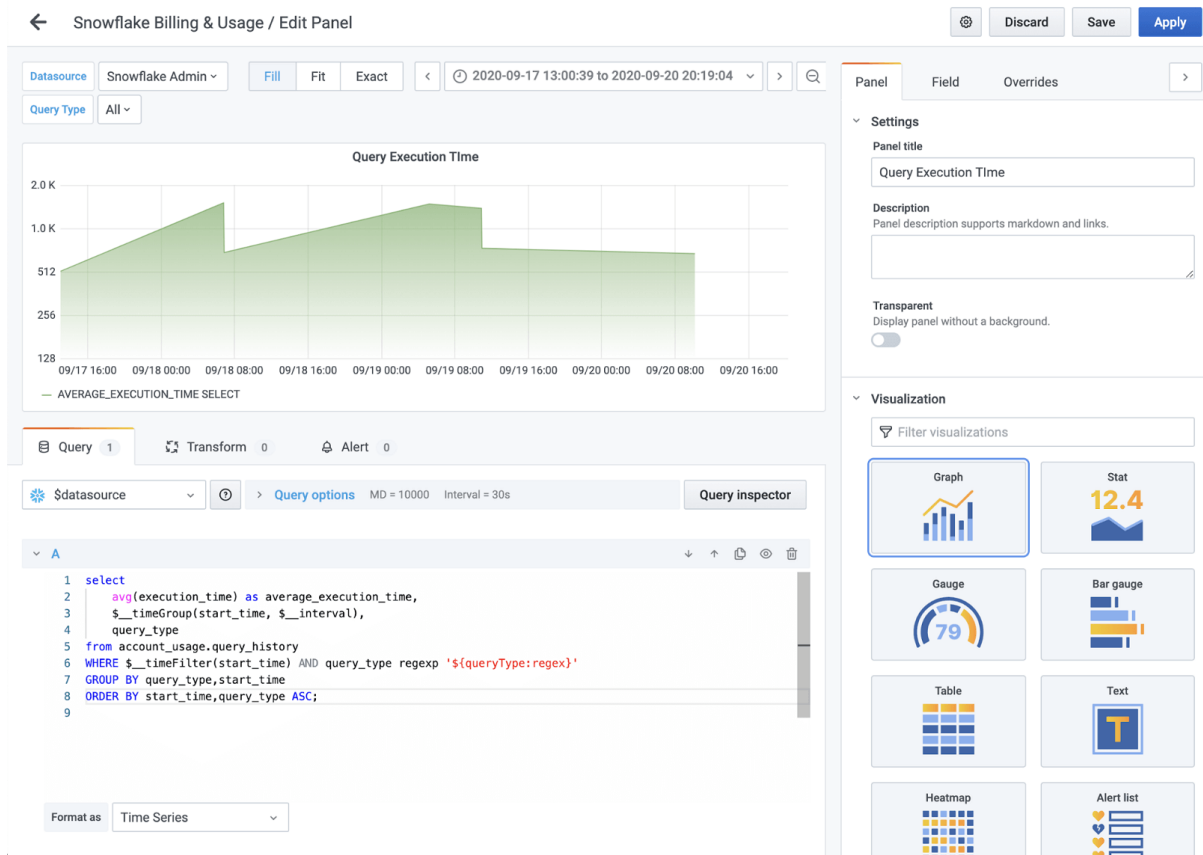 Snowflake Billing & Usage / Edit Panel
Discard
Save
Apply
Datasource
Snowflake Admin
Fill
Fit
Exact
2020-09-17 13:00:39 to 2020-09-20 20:19:04
Query Type
All
Query Execution TIme
2.0 K
1.0 K
512
256
128
09/17 16:00 09/18 00:00 09/18 08:00 09/18 16:00 09/19 00:00 09/19 08:00 09/19 16:00 09/20 00:00 09/20 08:00 09/20 16:00
AVERAGE_EXECUTION_TIME SELECT
Query 1
Transform 0
Alert 0
$datasource
Query options MD = 10000 Interval = 30s
Query inspector
A
1 select
2 avg(execution_time) as average_execution_time,
3 $__timeGroup(start_time, $__interval),
4 query_type
5 from account_usage.query_history
6 WHERE $__timeFilter(start_time) AND query_type regexp '${queryType:regex}'
7 GROUP BY query_type,start_time
8 ORDER BY start_time,query_type ASC;
9
Format as
Time Series
Panel
Field
Overrides
Settings
Panel title
Query Execution TIme
Description
Panel description supports markdown and links.
Transparent
Display panel without a background.
Visualization
Filter visualizations
Graph
Stat
12.4
Gauge
79
Bar gauge
Table
Text
T
Heatmap
Alert list